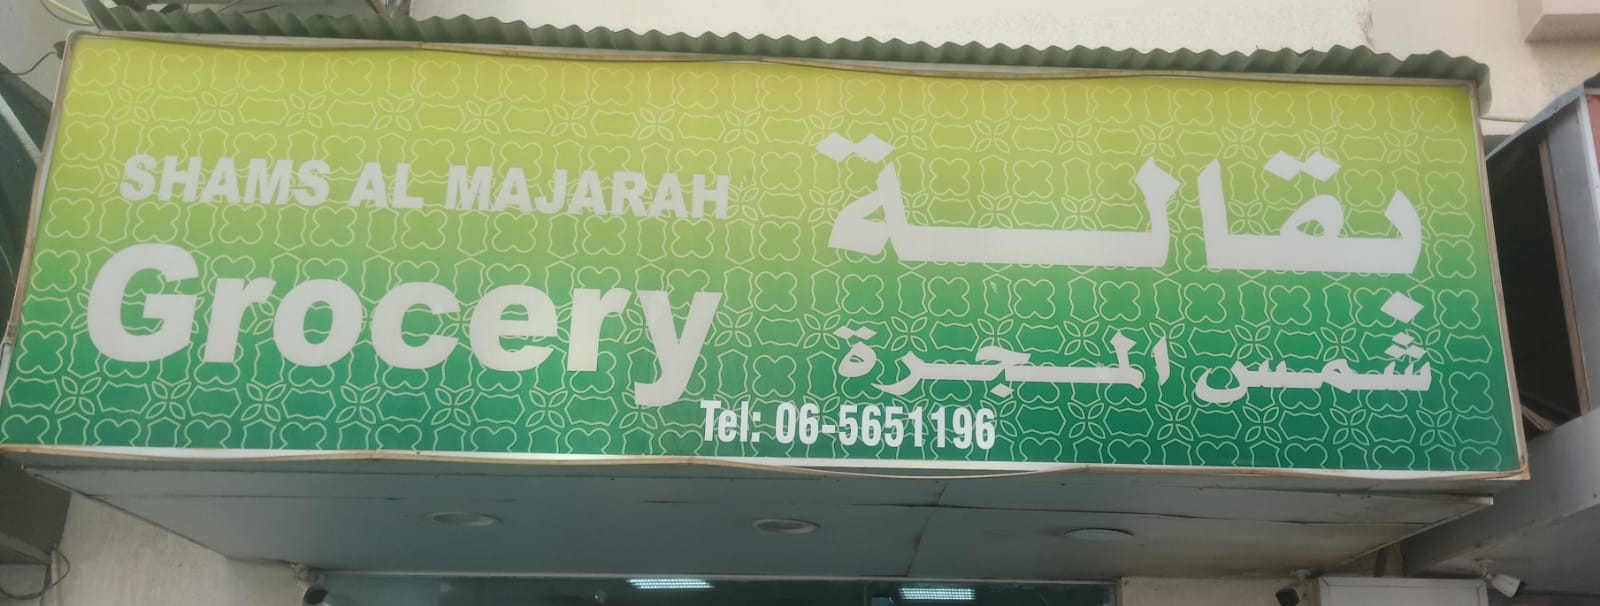 SHAMS AL MAJARAH
Grocery
بقالة
شمس المجرة
Tel: 06-5651196